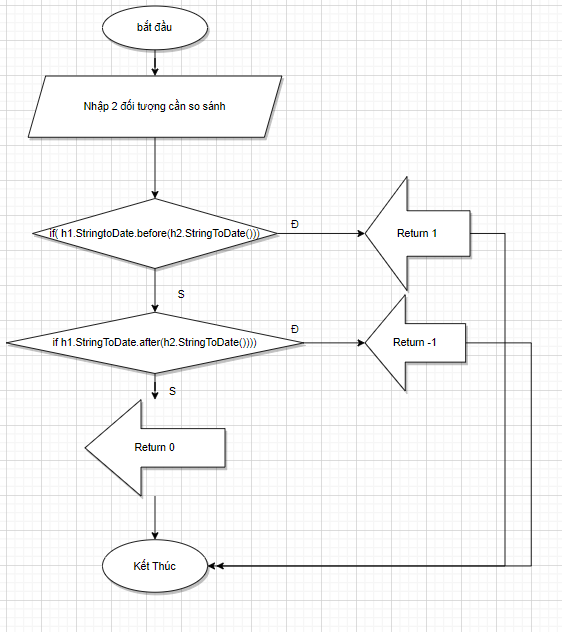 bắt đầu
Nhập 2 đối tượng cần so sánh
if( h1.StringtoDate.before(h2.StringToDate()))
Đ
Return 1
S
if h1.StringToDate.after(h2.StringToDate())))
Đ
Return -1
S
Return 0
Kết Thúc